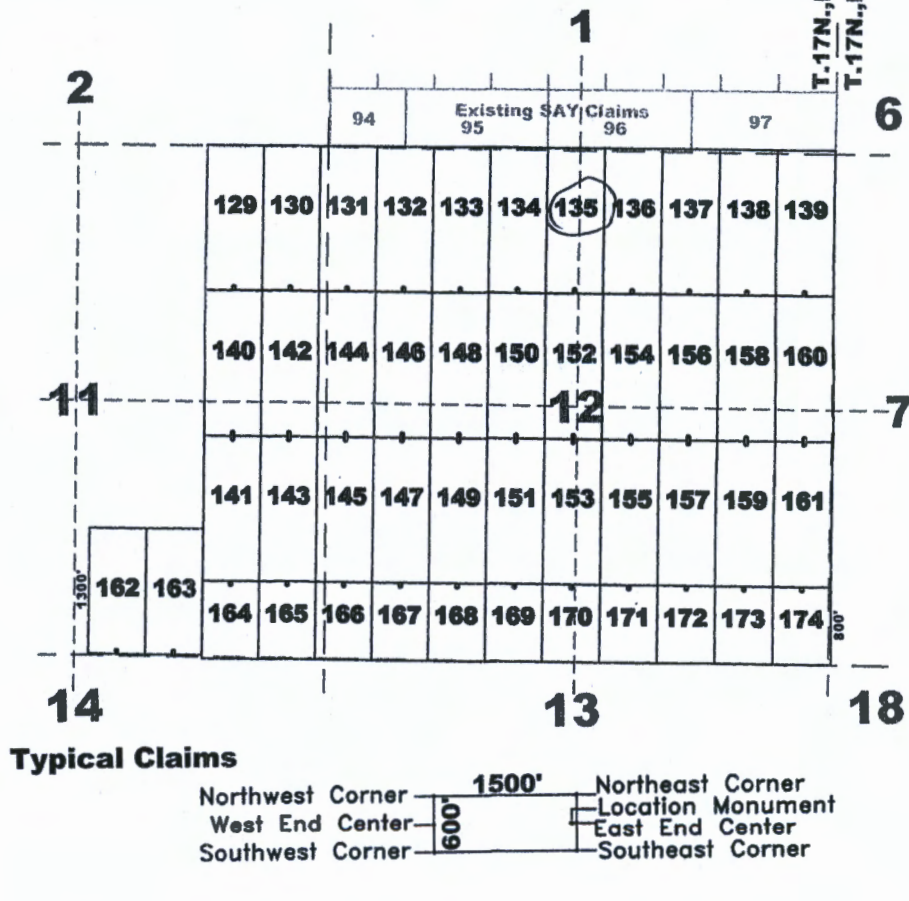 T.17N.,
T.17N.,
1
2
6
Existing SAY Claims
94 95 96 97
129 130 131 132 133 134 135 136 137 138 139
140 142 144 146 148 150 152 154 156 158 160
11 12 7
141 143 145 147 149 151 153 155 157 159 161
1300' 162 163
164 165 166 167 168 169 170 171 172 173 174 800'
14 13 18
Typical Claims
1500'
600'
Northwest Corner
West End Center
Southwest Corner
Northeast Corner
Location Monument
East End Center
Southeast Corner